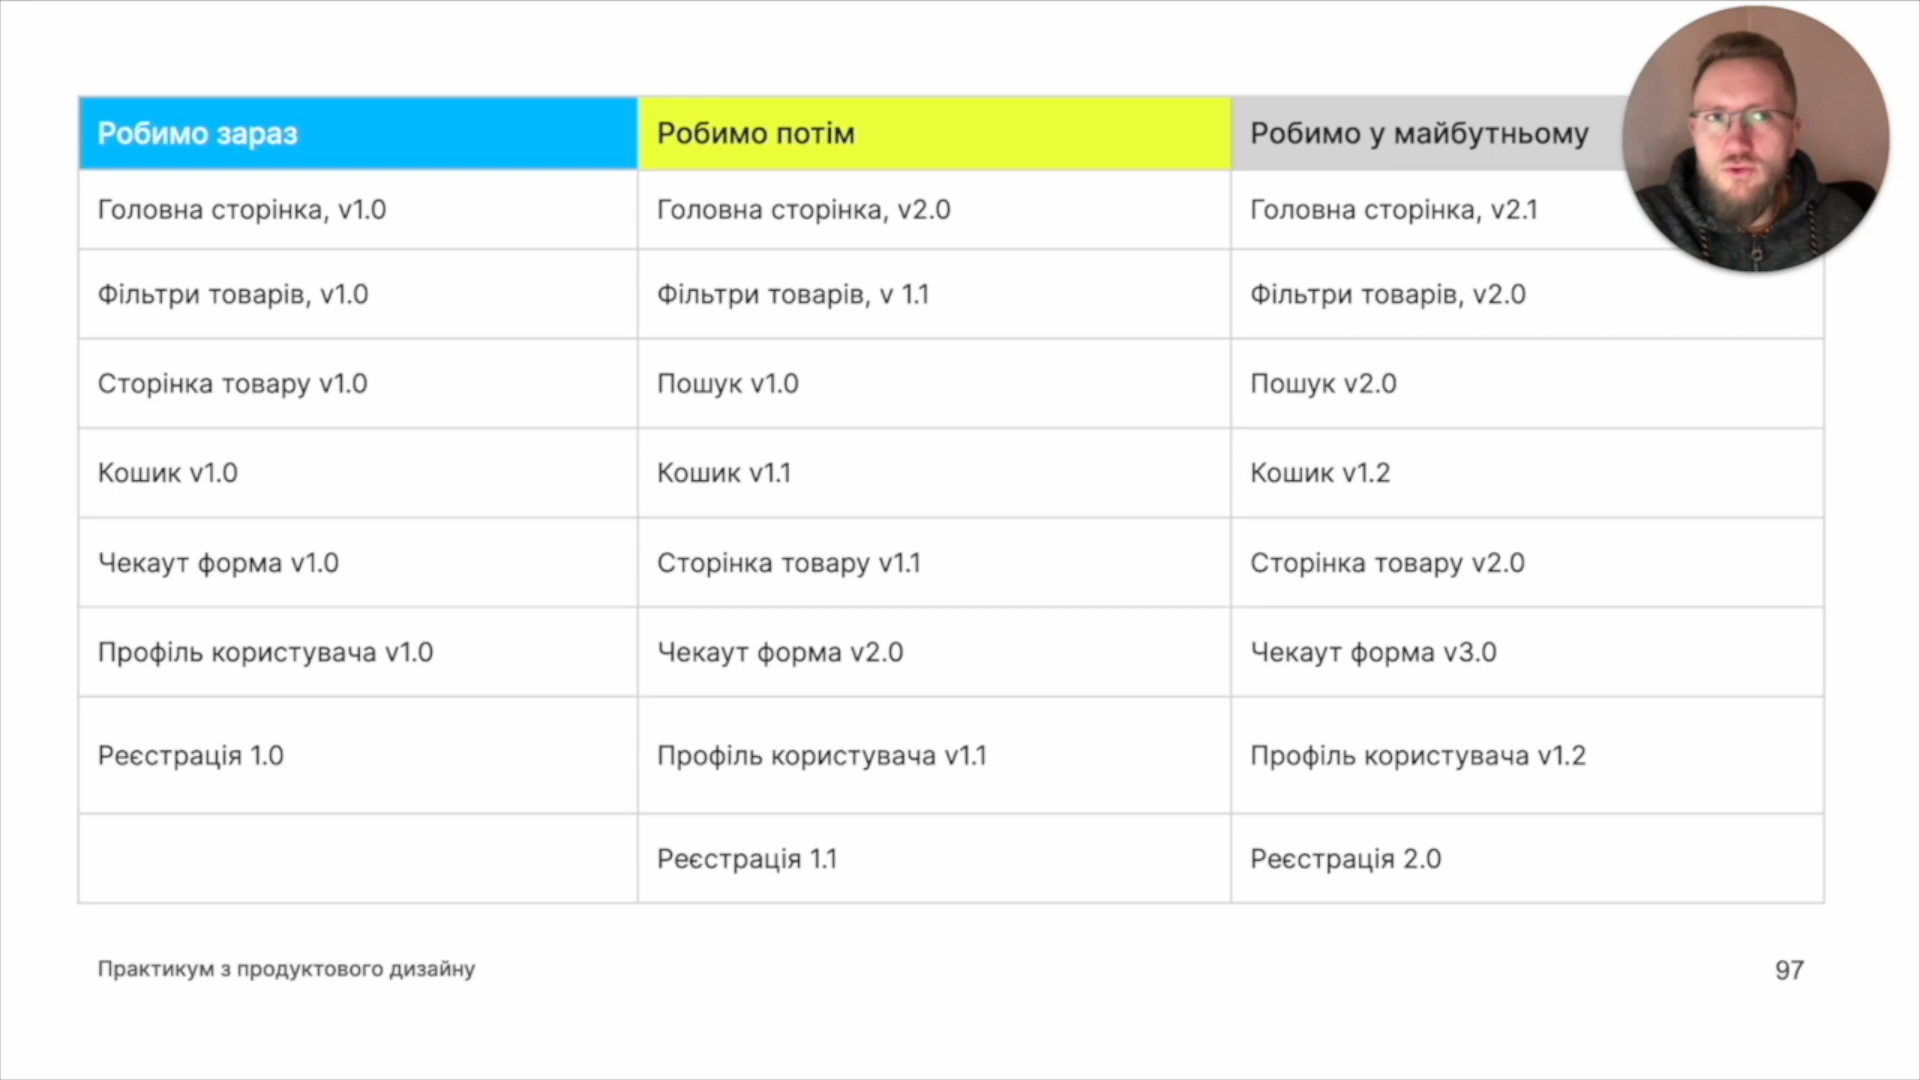 Робимо зараз
Робимо потім
Робимо у майбутньому
Головна сторінка, v1.0
Головна сторінка, v2.0
Головна сторінка, v2.1
Фільтри товарів, v1.0
Фільтри товарів, v 1.1
Фільтри товарів, v2.0
Сторінка товару v1.0
Пошук v1.0
Пошук v2.0
Кошик v1.0
Кошик v1.1
Кошик v1.2
Чекаут форма v1.0
Сторінка товару v1.1
Сторінка товару v2.0
Профіль користувача v1.0
Чекаут форма v2.0
Чекаут форма v3.0
Реєстрація 1.0
Профіль користувача v1.1
Профіль користувача v1.2
Реєстрація 1.1
Реєстрація 2.0
Практикум з продуктового дизайну
97